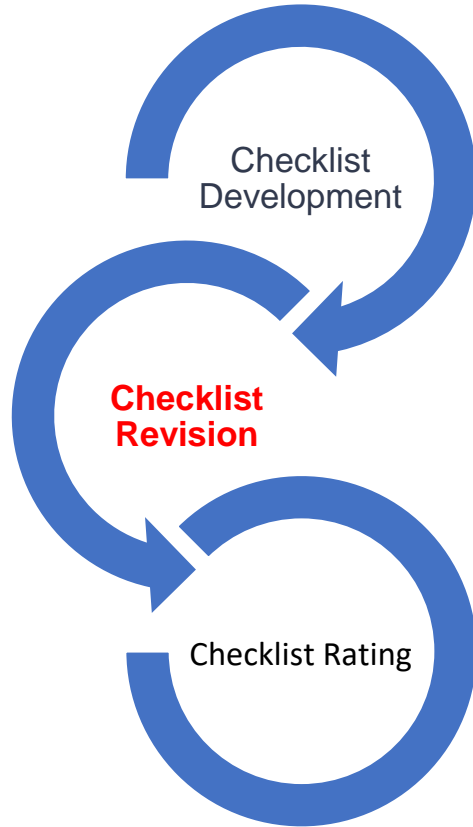 Checklist
Development
Checklist
Revision
Checklist Rating